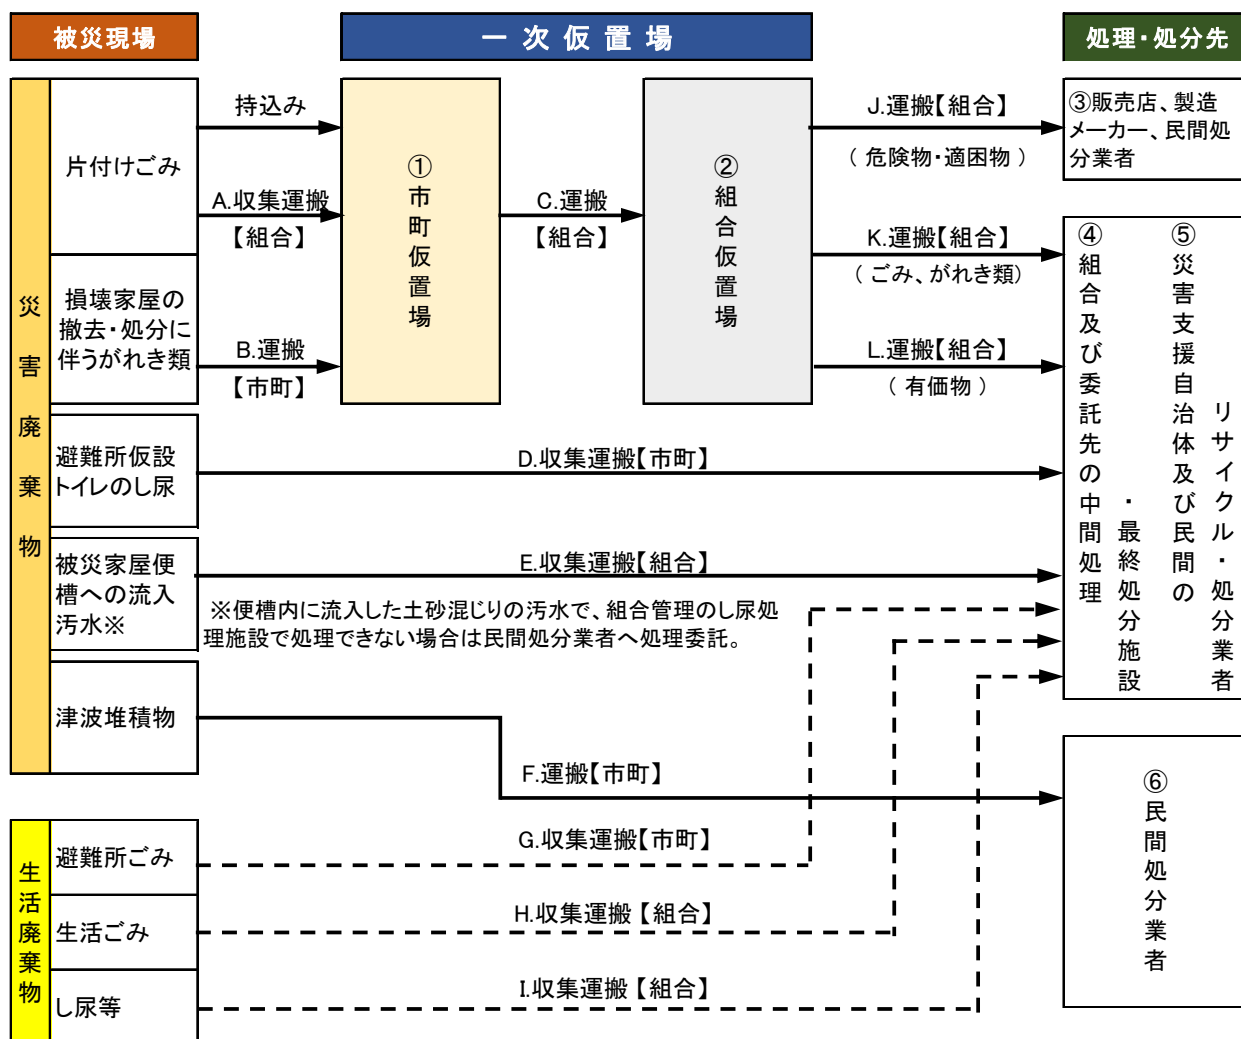 被災現場
一次仮置場
処理・処分先
災害廃棄物
片付けごみ
持込み
A.収集運搬
【組合】
①市町仮置場
C.運搬
【組合】
②組合仮置場
J.運搬【組合】
（危険物・適困物）
③販売店、製造
メーカー、民間処
分業者
K.運搬【組合】
（ごみ、がれき類）
損壊家屋の
撤去・処分に
伴うがれき類
B.運搬
【市町】
L.運搬【組合】
（有価物）
④組合及び委託先の中間処理
・最終処分施設
⑤災害支援自治体及び民間の
リサイクル・処分業者
避難所仮設
トイレのし尿
D.収集運搬【市町】
被災家屋便
槽への流入
汚水※
E.収集運搬【組合】
※便槽内に流入した土砂混じりの汚水で、組合管理のし尿処
理施設で処理できない場合は民間処分業者へ処理委託。
津波堆積物
F.運搬【市町】
⑥民間処分業者
生活廃棄物
避難所ごみ
G.収集運搬【市町】
生活ごみ
H.収集運搬【組合】
し尿等
I.収集運搬【組合】